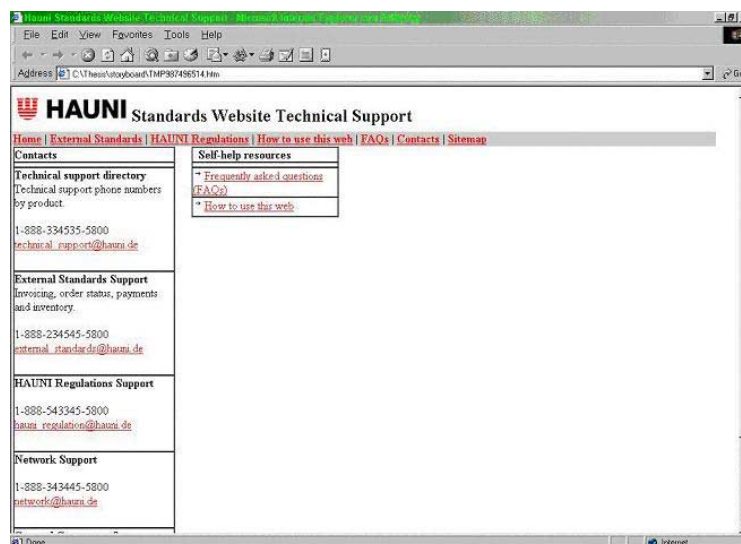 Hauni Standards Website Technical Support - Microsoft Internet Explorer
File Edit View Favorites Tools Help
Address C:\Thesis\storyboard\TMP987496514.htm
HAUNI Standards Website Technical Support
Home | External Standards | HAUNI Regulations | How to use this web | FAQs | Contacts | Sitemap
Contacts
Technical support directory
Technical support phone numbers
by product.
1-888-334535-5800
technical_support@hauni.de
External Standards Support
Invoicing, order status, payments
and inventory.
1-888-234545-5800
external_standards@hauni.de
HAUNI Regulations Support
1-888-543345-5800
hauni_regulation@hauni.de
Network Support
1-888-343445-5800
network@hauni.de
Self-help resources
Frequently asked questions
(FAQs)
How to use this web
Done
Internet